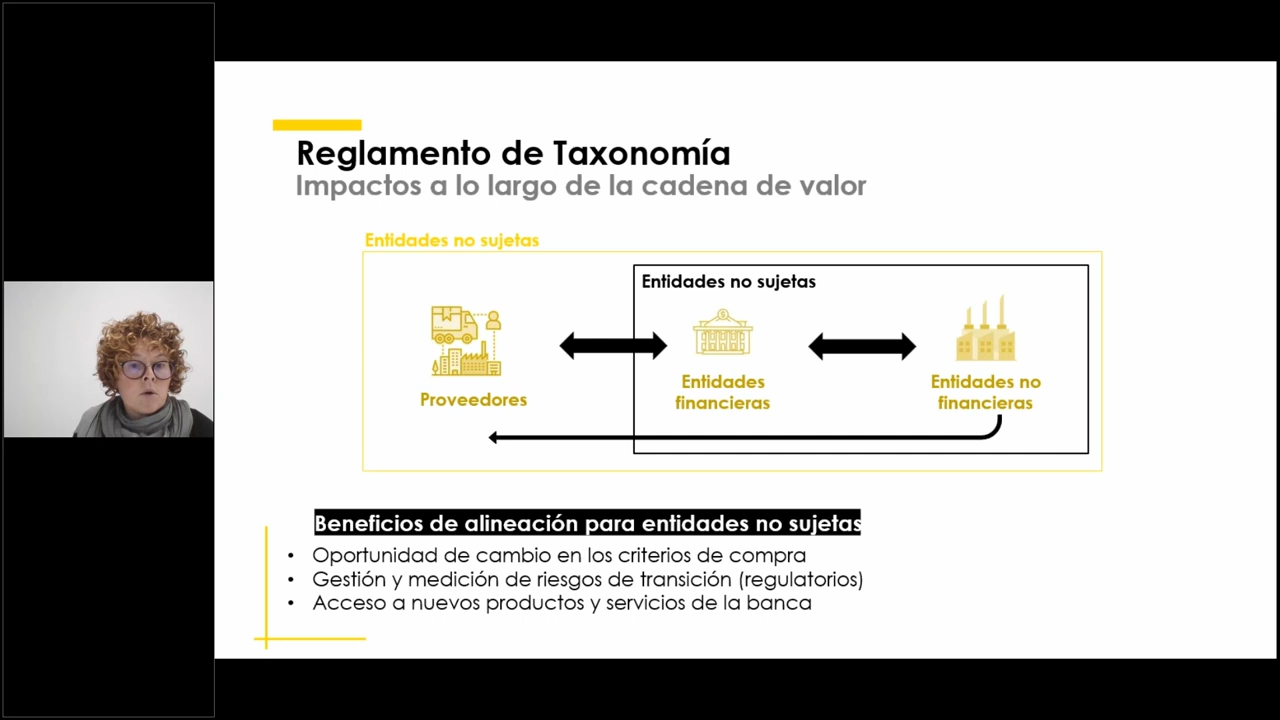 Reglamento de Taxonomía
Impactos a lo largo de la cadena de valor
Entidades no sujetas
Entidades no sujetas
Proveedores
Entidades
financieras
Entidades no
financieras
Beneficios de alineación para entidades no sujetas
• Oportunidad de cambio en los criterios de compra
• Gestión y medición de riesgos de transición (regulatorios)
• Acceso a nuevos productos y servicios de la banca